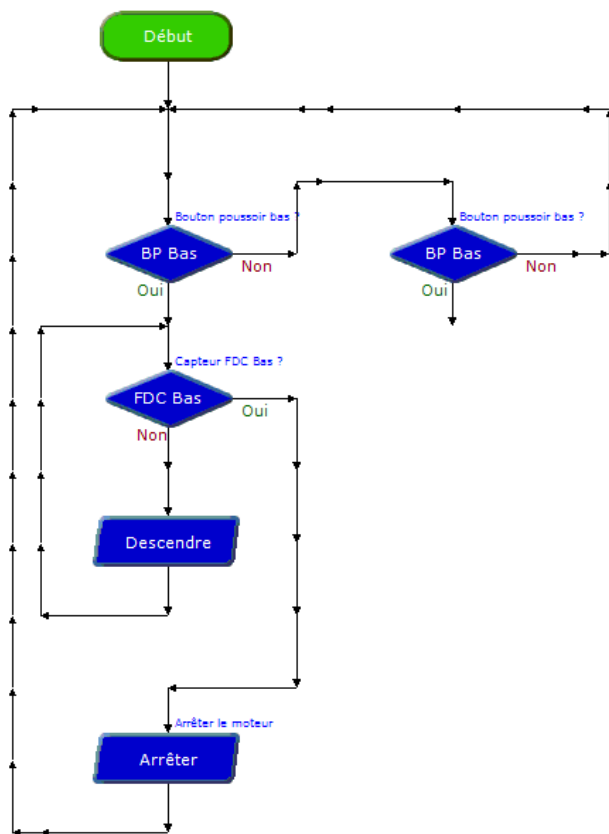 Début
Bouton poussoir bas ?
BP Bas
Non
Oui
Bouton poussoir bas ?
BP Bas
Non
Oui
Capteur FDC Bas ?
FDC Bas
Oui
Non
Descendre
Arrêter le moteur
Arrêter